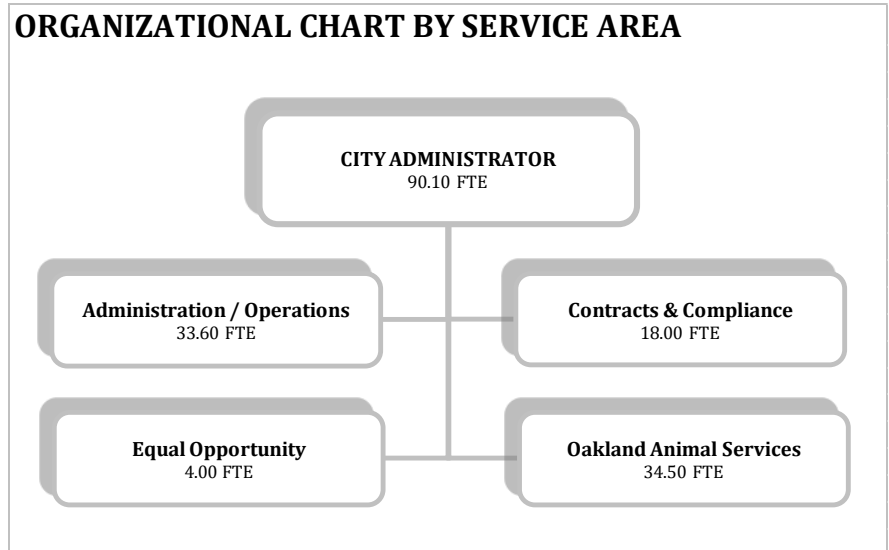 ORGANIZATIONAL CHART BY SERVICE AREA
CITY ADMINISTRATOR
90.10 FTE
Administration / Operations
33.60 FTE
Contracts & Compliance
18.00 FTE
Equal Opportunity
4.00 FTE
Oakland Animal Services
34.50 FTE